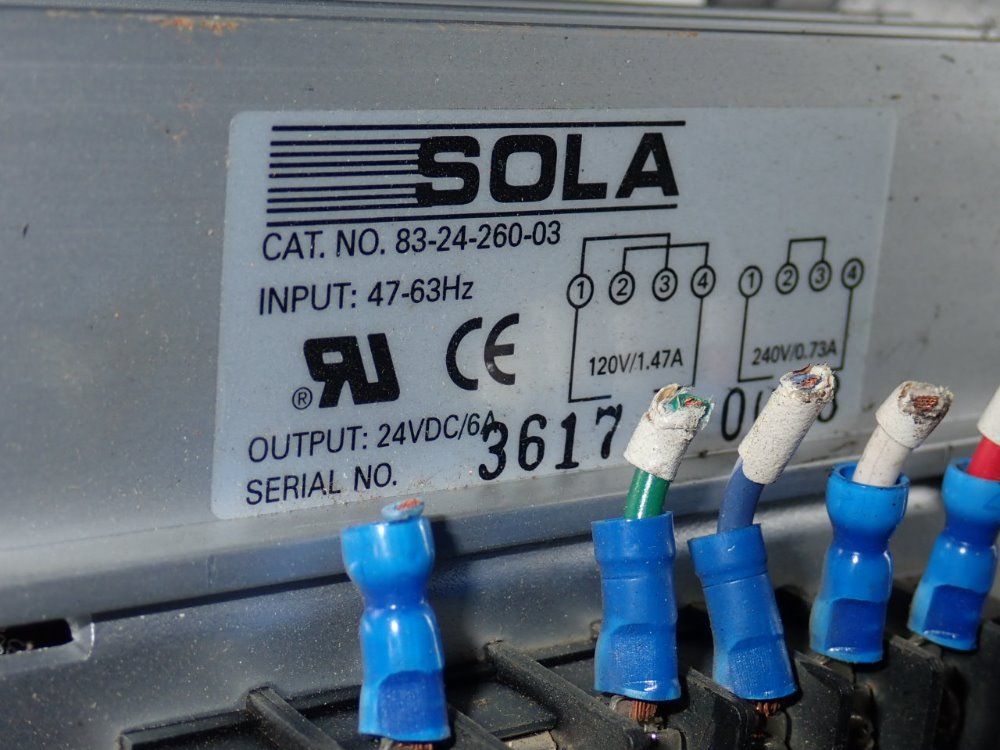 SOLA
CAT. NO. 83-24-260-03
INPUT: 47-63Hz
1 2 3 4 1 2 3 4
120V/1.47A 240V/0.73A
®
CE
OUTPUT: 24VDC/6A
SERIAL NO. 3617